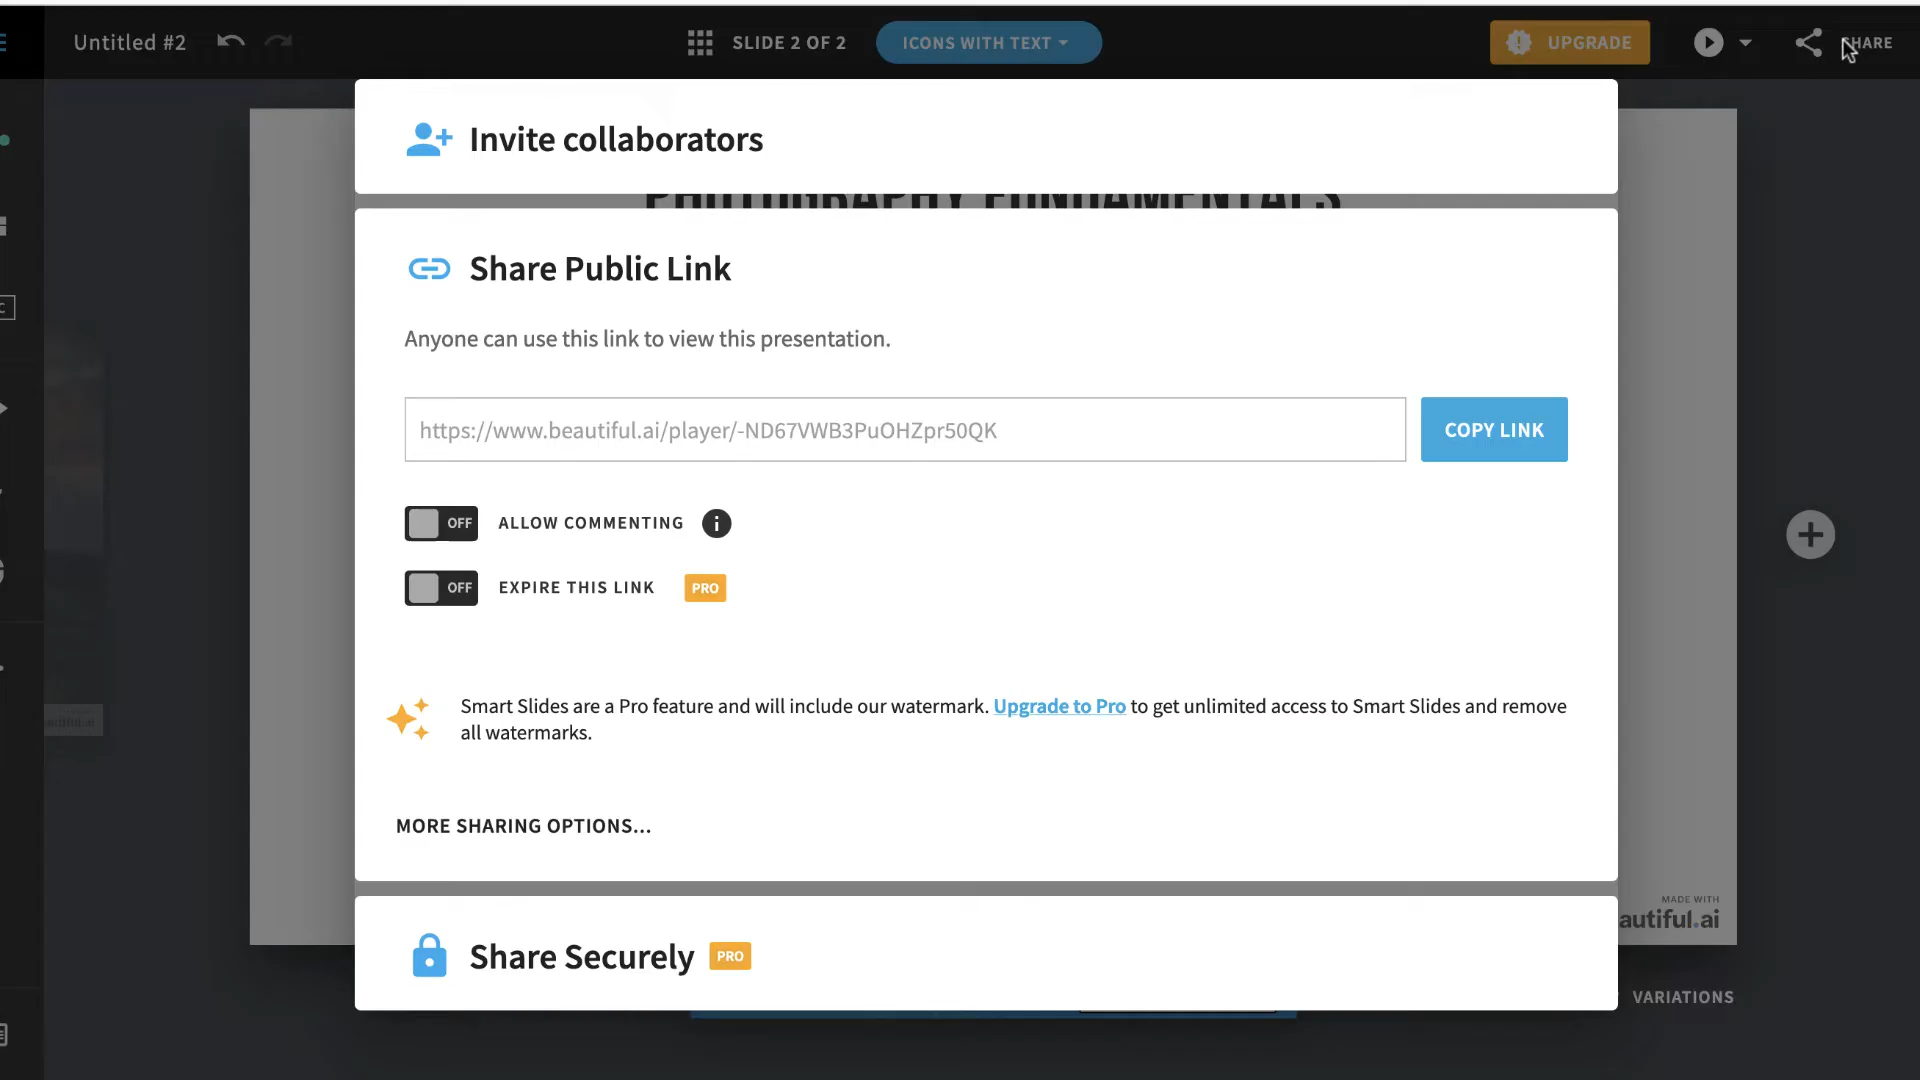 Untitled #2
SLIDE 2 OF 2
ICONS WITH TEXT
UPGRADE
SHARE
Invite collaborators
PHOTOGRAPHY FUNDAMENTALS
Share Public Link
Anyone can use this link to view this presentation.
https://www.beautiful.ai/player/-ND67VWB3PuOHZpr50QK
COPY LINK
OFF ALLOW COMMENTING
OFF EXPIRE THIS LINK PRO
Smart Slides are a Pro feature and will include our watermark. Upgrade to Pro to get unlimited access to Smart Slides and remove
all watermarks.
MORE SHARING OPTIONS...
MADE WITH
autiful.ai
Share Securely PRO
VARIATIONS